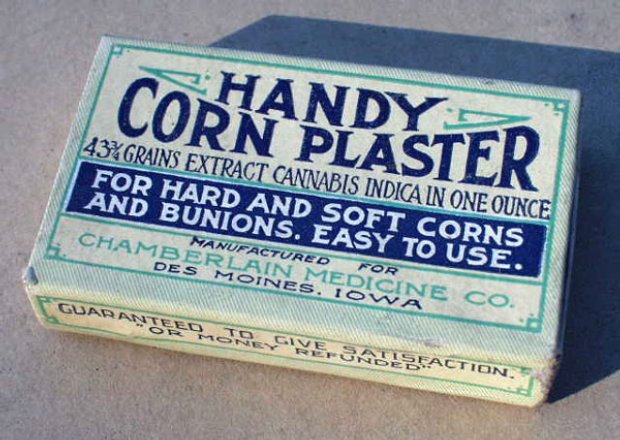 HANDY
CORN PLASTER
43¾ GRAINS EXTRACT CANNABIS INDICA IN ONE OUNCE
FOR HARD AND SOFT CORNS
AND BUNIONS. EASY TO USE.
MANUFACTURED FOR
CHAMBERLAIN MEDICINE CO.
DES MOINES, IOWA
GUARANTEED TO GIVE SATISFACTION.
"OR MONEY REFUNDED"